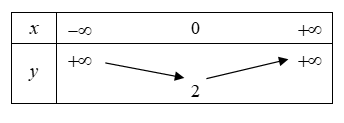 x −∞ 0 +∞
y +∞ +∞
2